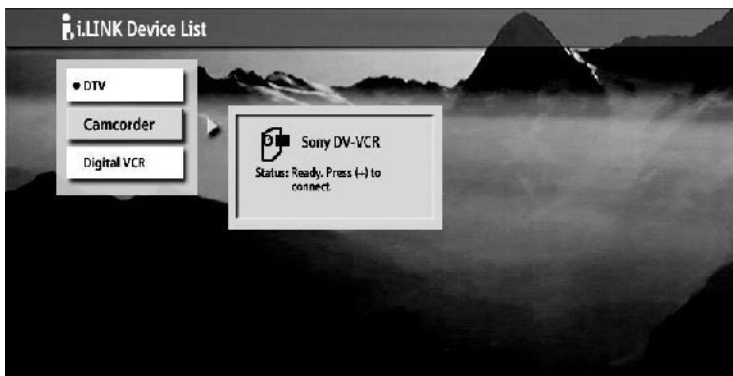 i.LINK Device List
DTV
Camcorder
Digital VCR
Sony DV-VCR
Status: Ready. Press (+) to
connect.